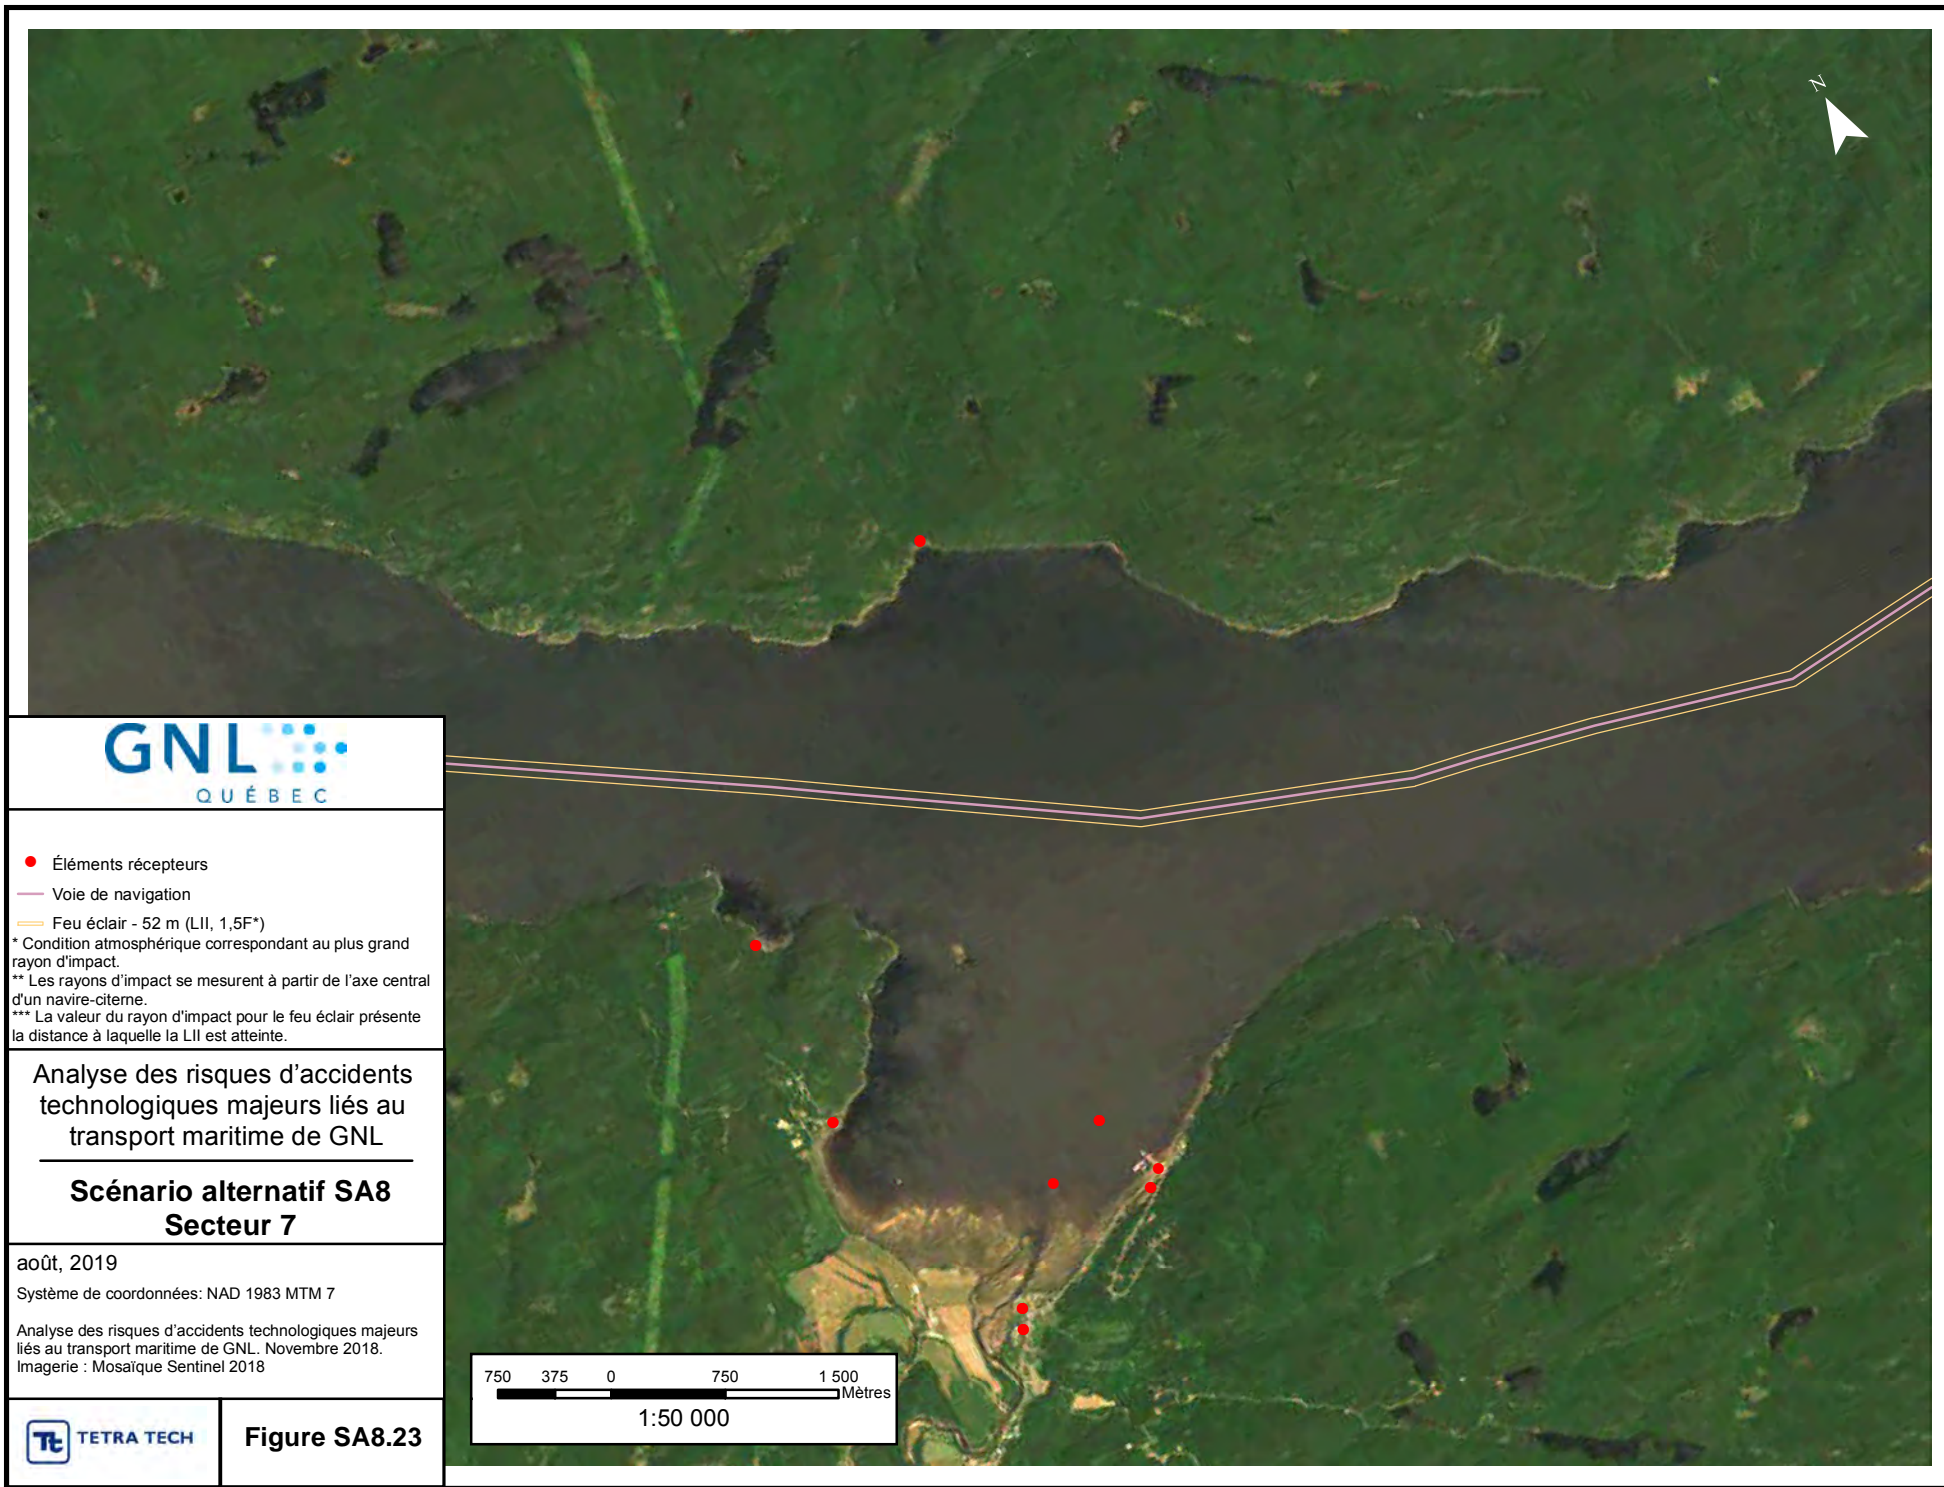 N
GNL
QUÉBEC
Éléments récepteurs
Voie de navigation
Feu éclair - 52 m (LII, 1,5F*)
* Condition atmosphérique correspondant au plus grand
rayon d'impact.
** Les rayons d'impact se mesurent à partir de l'axe central
d'un navire-citerne.
*** La valeur du rayon d'impact pour le feu éclair présente
la distance à laquelle la LII est atteinte.
Analyse des risques d'accidents
technologiques majeurs liés au
transport maritime de GNL
Scénario alternatif SA8
Secteur 7
août, 2019
Système de coordonnées: NAD 1983 MTM 7
Analyse des risques d'accidents technologiques majeurs
liés au transport maritime de GNL. Novembre 2018.
Imagerie : Mosaïque Sentinel 2018
Tt TETRA TECH
Figure SA8.23
750 375 0 750 1 500
Mètres
1:50 000